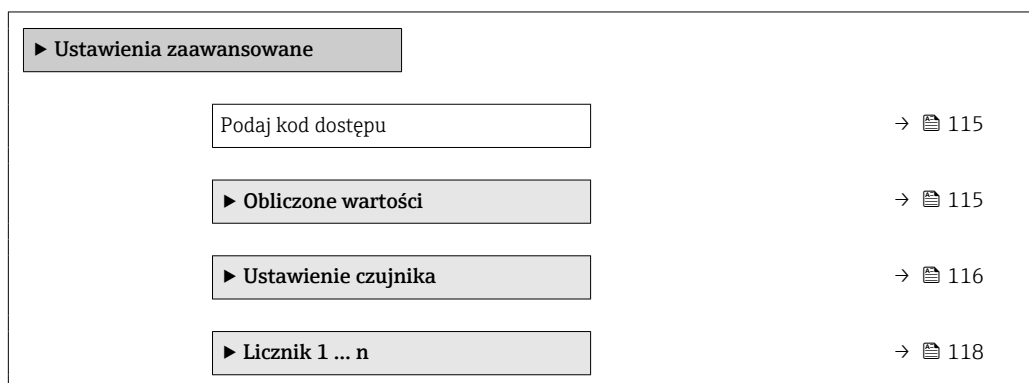 ▶ Ustawienia zaawansowane
Podaj kod dostępu → 115
▶ Obliczone wartości → 115
▶ Ustawienie czujnika → 116
▶ Licznik 1 … n → 118